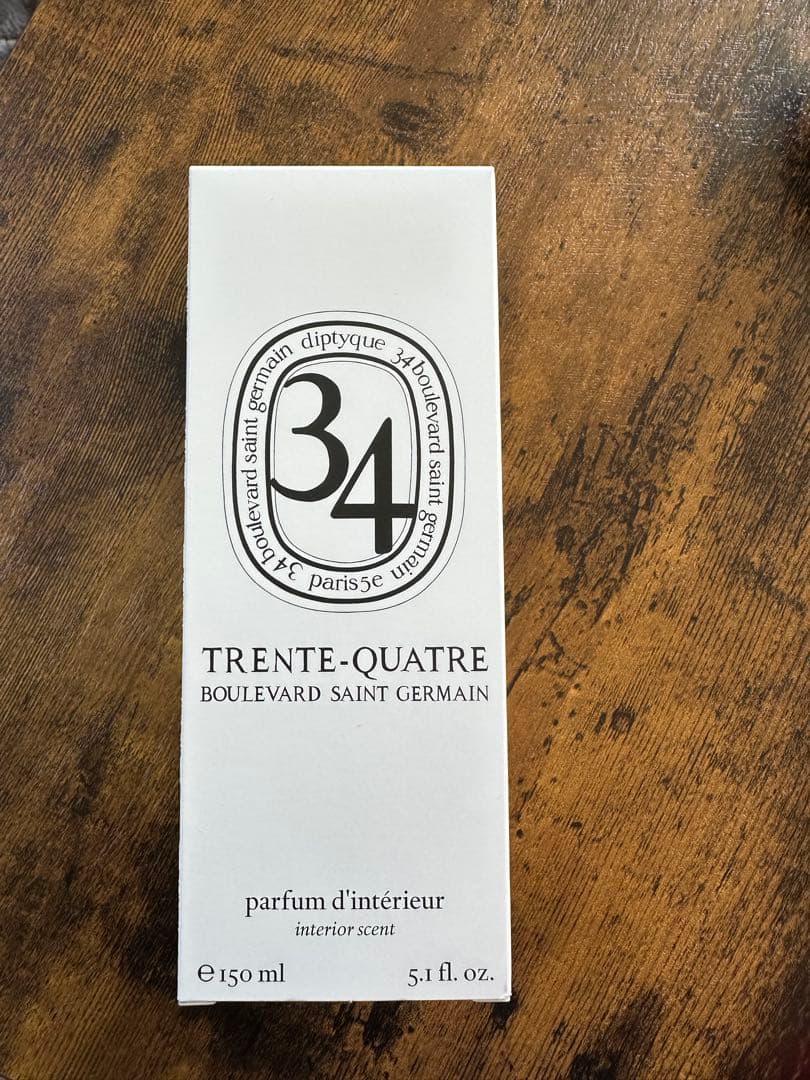 diptyque 34 boulevard saint germain paris 5e 34 boulevard saint germain
34
TRENTE-QUATRE
BOULEVARD SAINT GERMAIN
parfum d'intérieur
interior scent
℮ 150 ml 5.1 fl. oz.